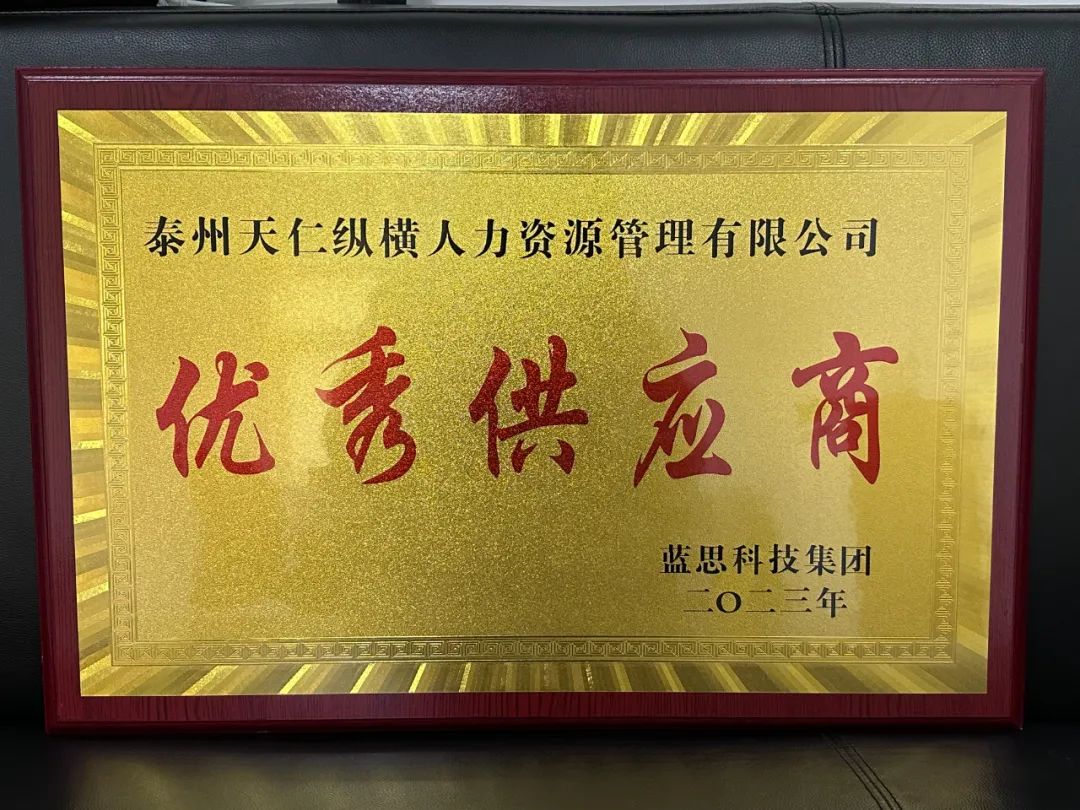 泰州天仁纵横人力资源管理有限公司
优秀供应商
蓝思科技集团
二〇二三年